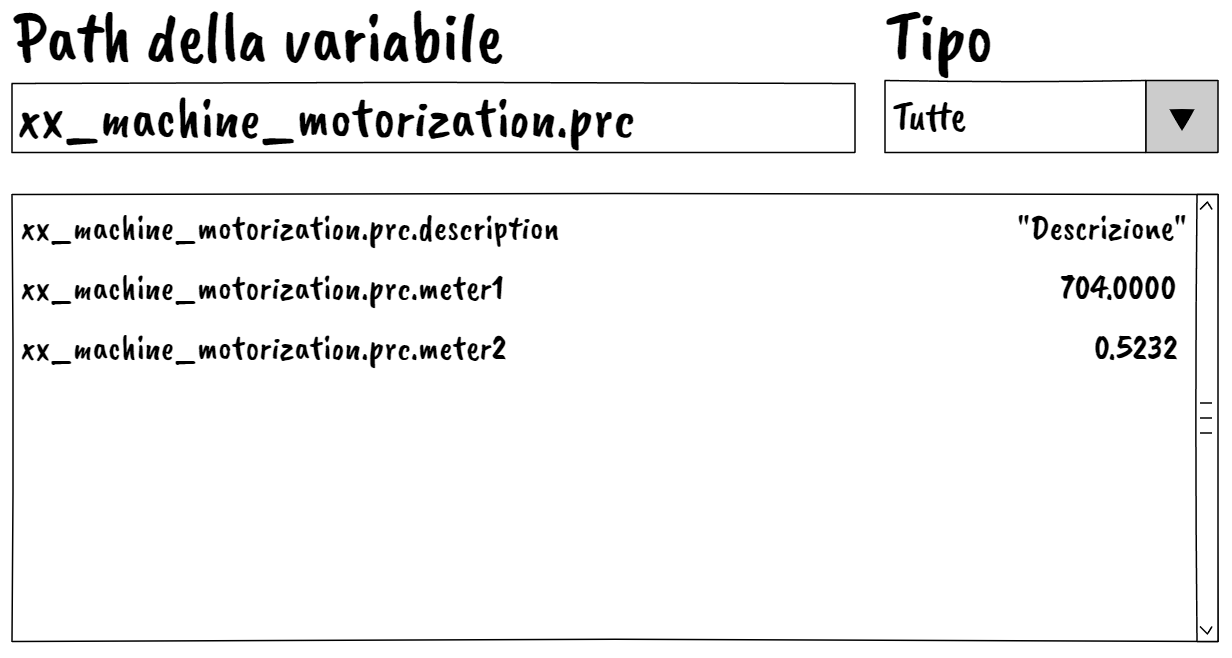 Path della variabile
Tipo
xx_machine_motorization.prc
Tutte
xx_machine_motorization.prc.description "Descrizione"
xx_machine_motorization.prc.meter1 704.0000
xx_machine_motorization.prc.meter2 0.5232